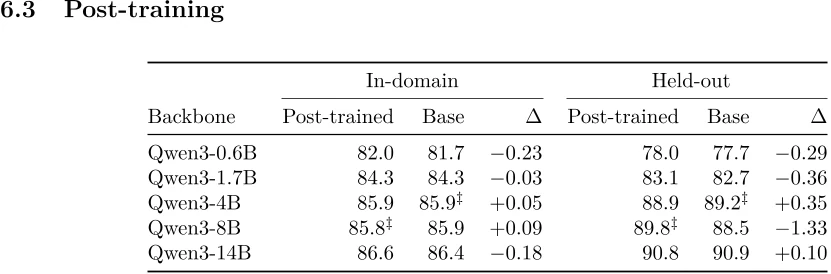 6.3 Post-training
In-domain Held-out
Backbone Post-trained Base Δ Post-trained Base Δ
Qwen3-0.6B 82.0 81.7 −0.23 78.0 77.7 −0.29
Qwen3-1.7B 84.3 84.3 −0.03 83.1 82.7 −0.36
Qwen3-4B 85.9 85.9‡ +0.05 88.9 89.2‡ +0.35
Qwen3-8B 85.8‡ 85.9 +0.09 89.8‡ 88.5 −1.33
Qwen3-14B 86.6 86.4 −0.18 90.8 90.9 +0.10